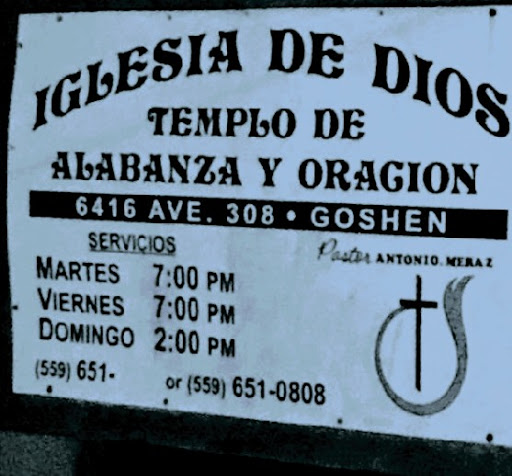 IGLESIA DE DIOS
TEMPLO DE
ALABANZA Y ORACION
6416 AVE. 308 • GOSHEN
SERVICIOS
Pastor ANTONIO. MERAZ
MARTES 7:00 PM
VIERNES 7:00 PM
DOMINGO 2:00 PM
(559) 651- or (559) 651-0808